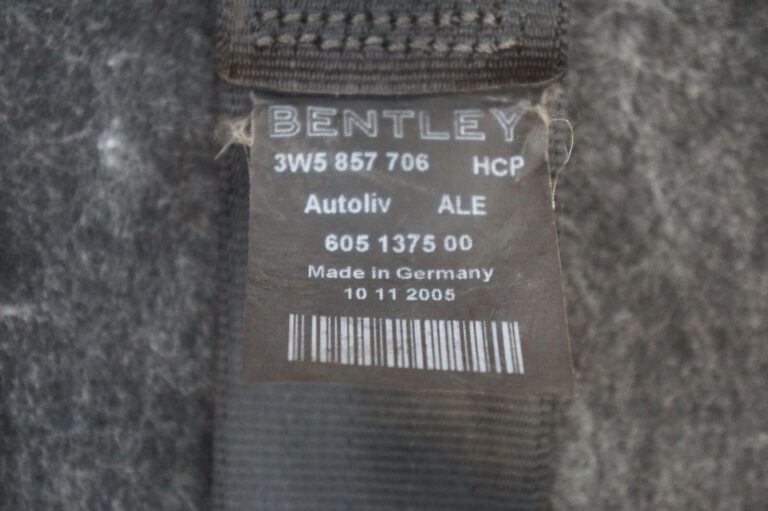 BENTLEY
3W5 857 706 HCP
Autoliv ALE
605 1375 00
Made in Germany
10 11 2005